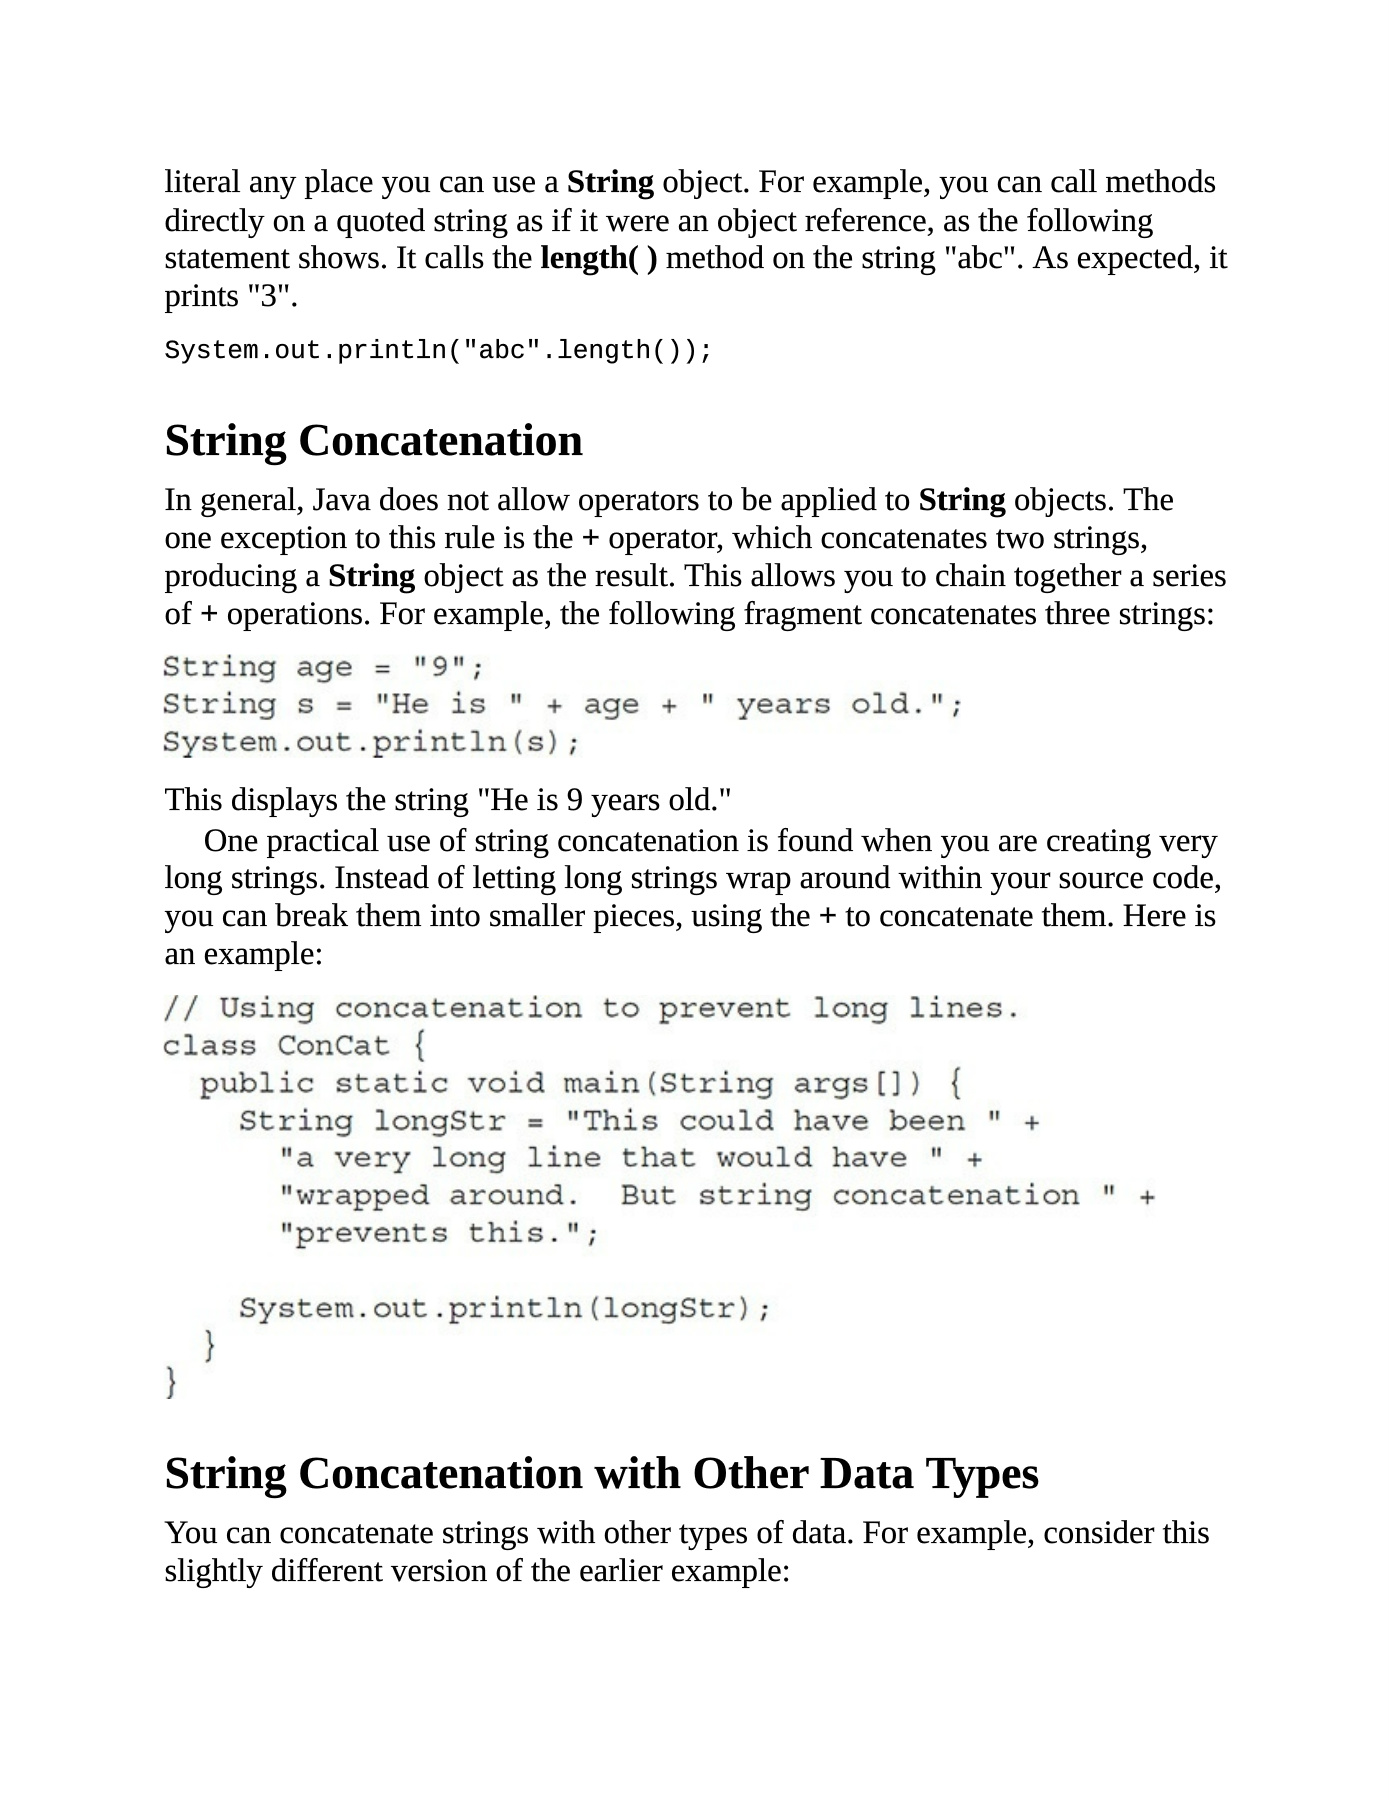 literal any place you can use a String object. For example, you can call methods
directly on a quoted string as if it were an object reference, as the following
statement shows. It calls the length( ) method on the string "abc". As expected, it
prints "3".
System.out.println("abc".length());
String Concatenation
In general, Java does not allow operators to be applied to String objects. The
one exception to this rule is the + operator, which concatenates two strings,
producing a String object as the result. This allows you to chain together a series
of + operations. For example, the following fragment concatenates three strings:
String age = "9";
String s = "He is " + age + " years old.";
System.out.println(s);
This displays the string "He is 9 years old."
One practical use of string concatenation is found when you are creating very
long strings. Instead of letting long strings wrap around within your source code,
you can break them into smaller pieces, using the + to concatenate them. Here is
an example:
// Using concatenation to prevent long lines.
class ConCat {
  public static void main(String args[]) {
    String longStr = "This could have been " +
      "a very long line that would have " +
      "wrapped around.  But string concatenation " +
      "prevents this.";
    System.out.println(longStr);
  }
}
String Concatenation with Other Data Types
You can concatenate strings with other types of data. For example, consider this
slightly different version of the earlier example: